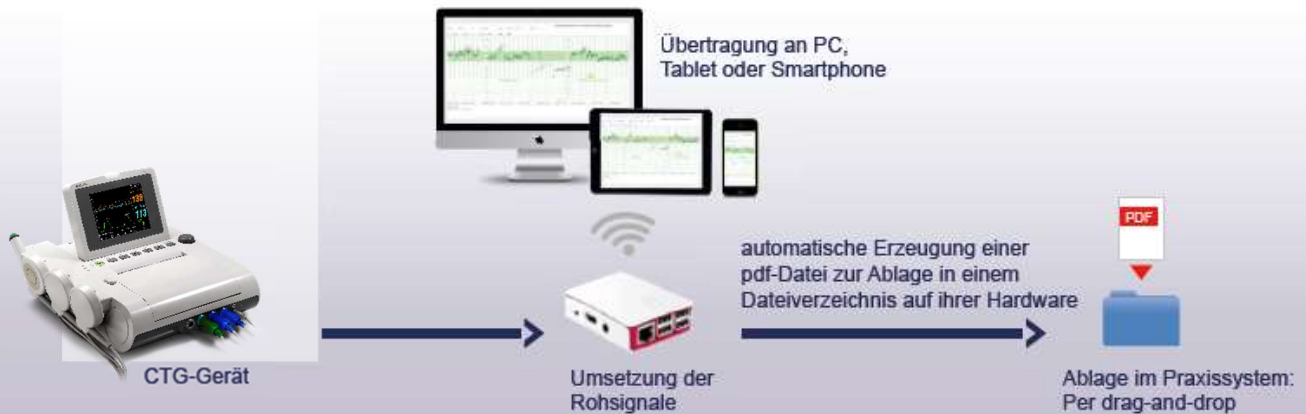 Übertragung an PC,
Tablet oder Smartphone
PDF
automatische Erzeugung einer
pdf-Datei zur Ablage in einem
Dateiverzeichnis auf ihrer Hardware
CTG-Gerät
Umsetzung der
Rohsignale
Ablage im Praxissystem:
Per drag-and-drop